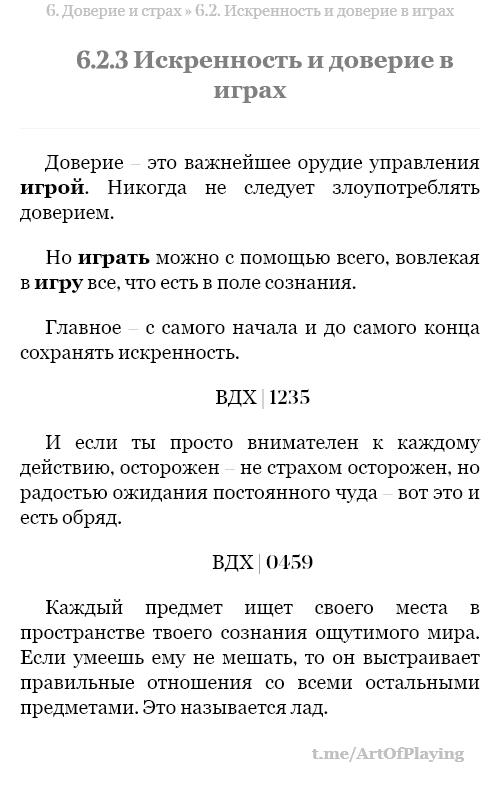 6. Доверие и страх » 6.2. Искренность и доверие в играх
6.2.3 Искренность и доверие в
играх
Доверие – это важнейшее орудие управления
игрой. Никогда не следует злоупотреблять
доверием.
Но играть можно с помощью всего, вовлекая
в игру все, что есть в поле сознания.
Главное – с самого начала и до самого конца
сохранять искренность.
ВДХ | 1235
И если ты просто внимателен к каждому
действию, осторожен – не страхом осторожен, но
радостью ожидания постоянного чуда – вот это и
есть обряд.
ВДХ | 0459
Каждый предмет ищет своего места в
пространстве твоего сознания ощутимого мира.
Если умеешь ему не мешать, то он выстраивает
правильные отношения со всеми остальными
предметами. Это называется лад.
t.me/ArtOfPlaying